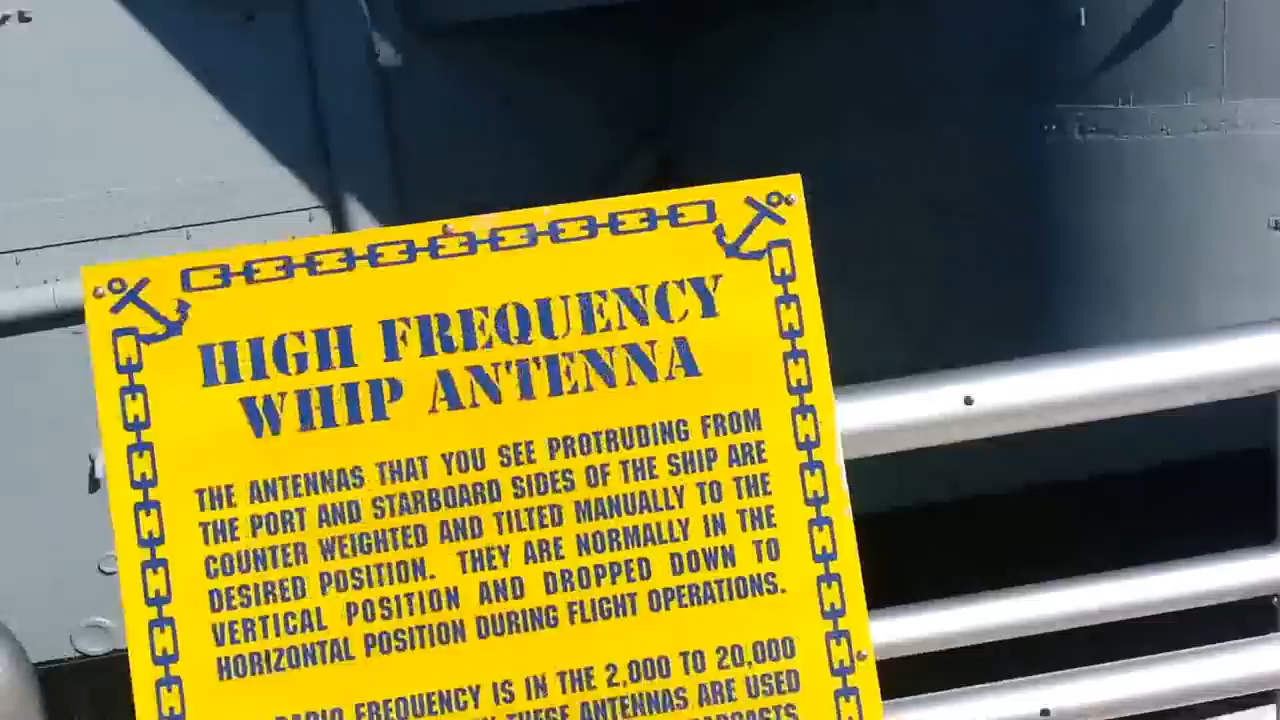 HIGH FREQUENCY
WHIP ANTENNA
THE ANTENNAS THAT YOU SEE PROTRUDING FROM
THE PORT AND STARBOARD SIDES OF THE SHIP ARE
COUNTER WEIGHTED AND TILTED MANUALLY TO THE
DESIRED POSITION. THEY ARE NORMALLY IN THE
VERTICAL POSITION AND DROPPED DOWN TO
HORIZONTAL POSITION DURING FLIGHT OPERATIONS.
RADIO FREQUENCY IS IN THE 2,000 TO 20,000
THESE ANTENNAS ARE USED